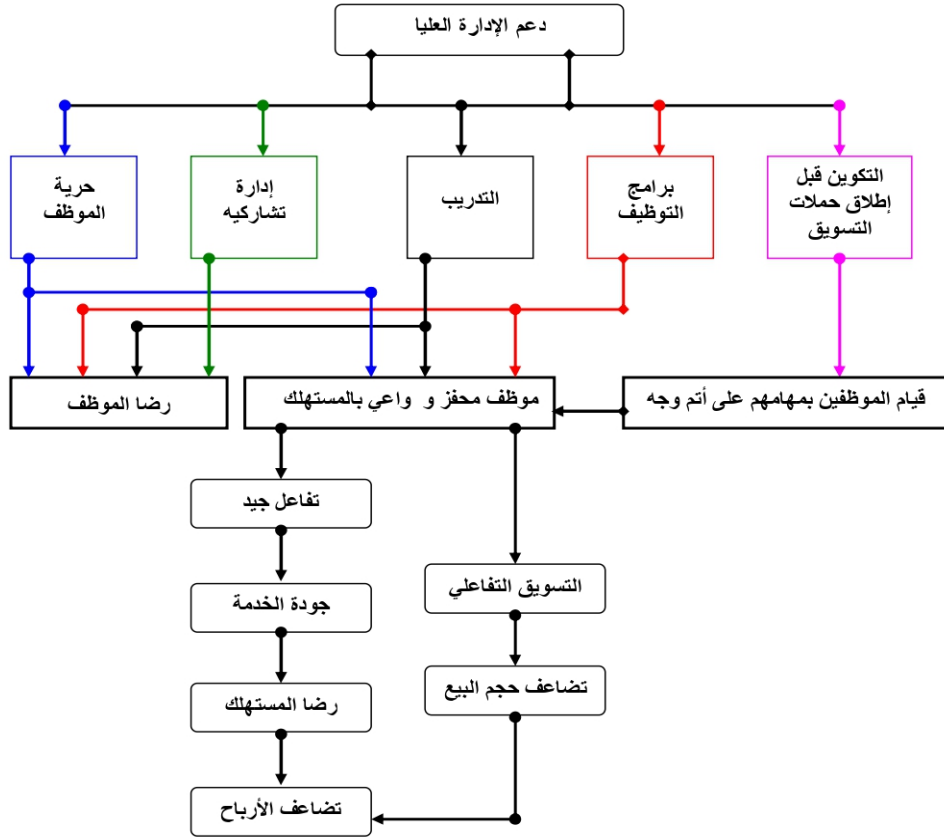 دعم الإدارة العليا
التكوين قبل
إطلاق حملات
التسويق
برامج
التوظيف
التدريب
إدارة
تشاركيه
حرية
الموظف
قيام الموظفين بمهامهم على أتم وجه
موظف محفز و واعي بالمستهلك
رضا الموظف
تفاعل جيد
التسويق التفاعلي
جودة الخدمة
تضاعف حجم البيع
رضا المستهلك
تضاعف الأرباح